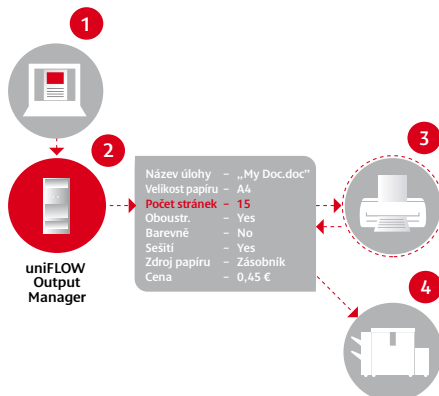 1
2
uniFLOW
Output
Manager
Název úlohy – „My Doc.doc"
Velikost papíru – A4
Počet stránek – 15
Oboustr. – Yes
Barevně – No
Sešití – Yes
Zdroj papíru – Zásobník
Cena – 0,45 €
3
4